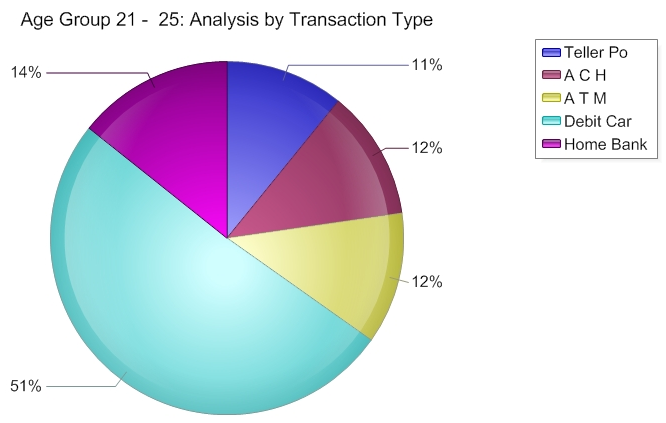 Age Group 21 -  25: Analysis by Transaction Type
14%
11%
12%
12%
51%
Teller Po
A C H
A T M
Debit Car
Home Bank